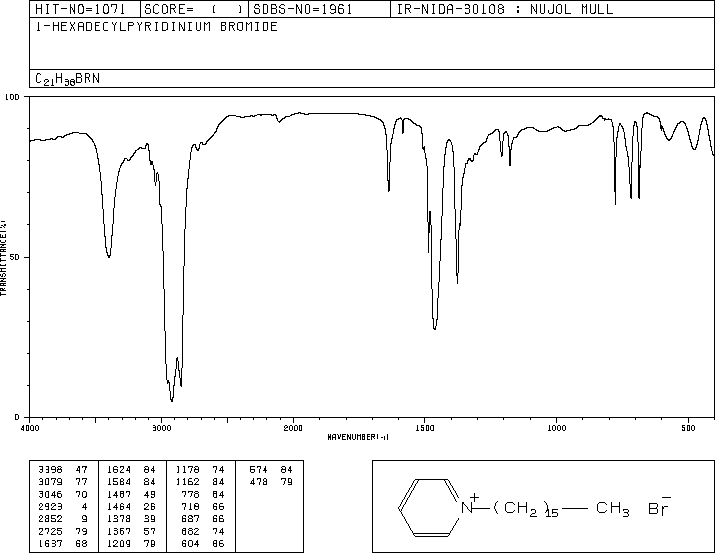 HIT-NO=1071 SCORE= ( ) SDBS-NO=1961 IR-NIDA-30108 : NUJOL MULL
1-HEXADECYLPYRIDINIUM BROMIDE
C21H38BRN
100
50
0
TRANSMITTANCE(%)
4000 3000 2000 1500 1000 500
WAVENUMBER(-1)
3398 47 1624 84 1178 74 574 84
3079 77 1584 84 1162 84 478 79
3046 70 1487 49 778 64
2923 4 1464 26 718 66
2852 9 1378 39 687 66
2725 79 1367 57 682 74
1637 68 1209 79 604 86
N+ (CH2)15 CH3 Br−